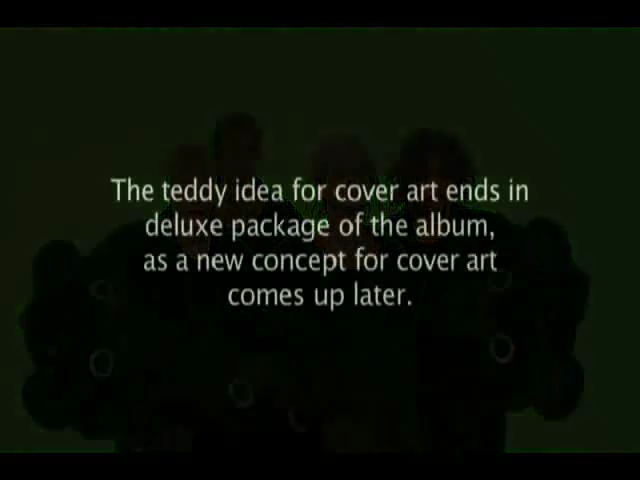 The teddy idea for cover art ends in
deluxe package of the album,
as a new concept for cover art
comes up later.